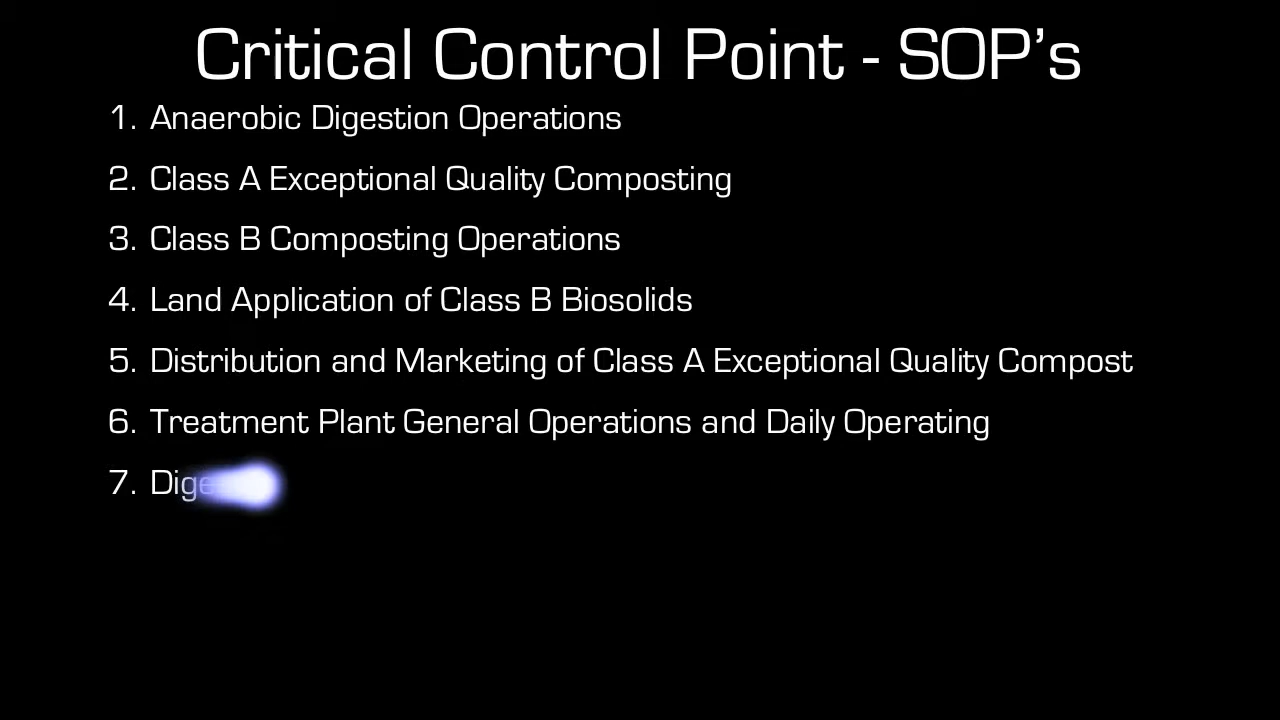 Critical Control Point - SOP's
1. Anaerobic Digestion Operations
2. Class A Exceptional Quality Composting
3. Class B Composting Operations
4. Land Application of Class B Biosolids
5. Distribution and Marketing of Class A Exceptional Quality Compost
6. Treatment Plant General Operations and Daily Operating
7.